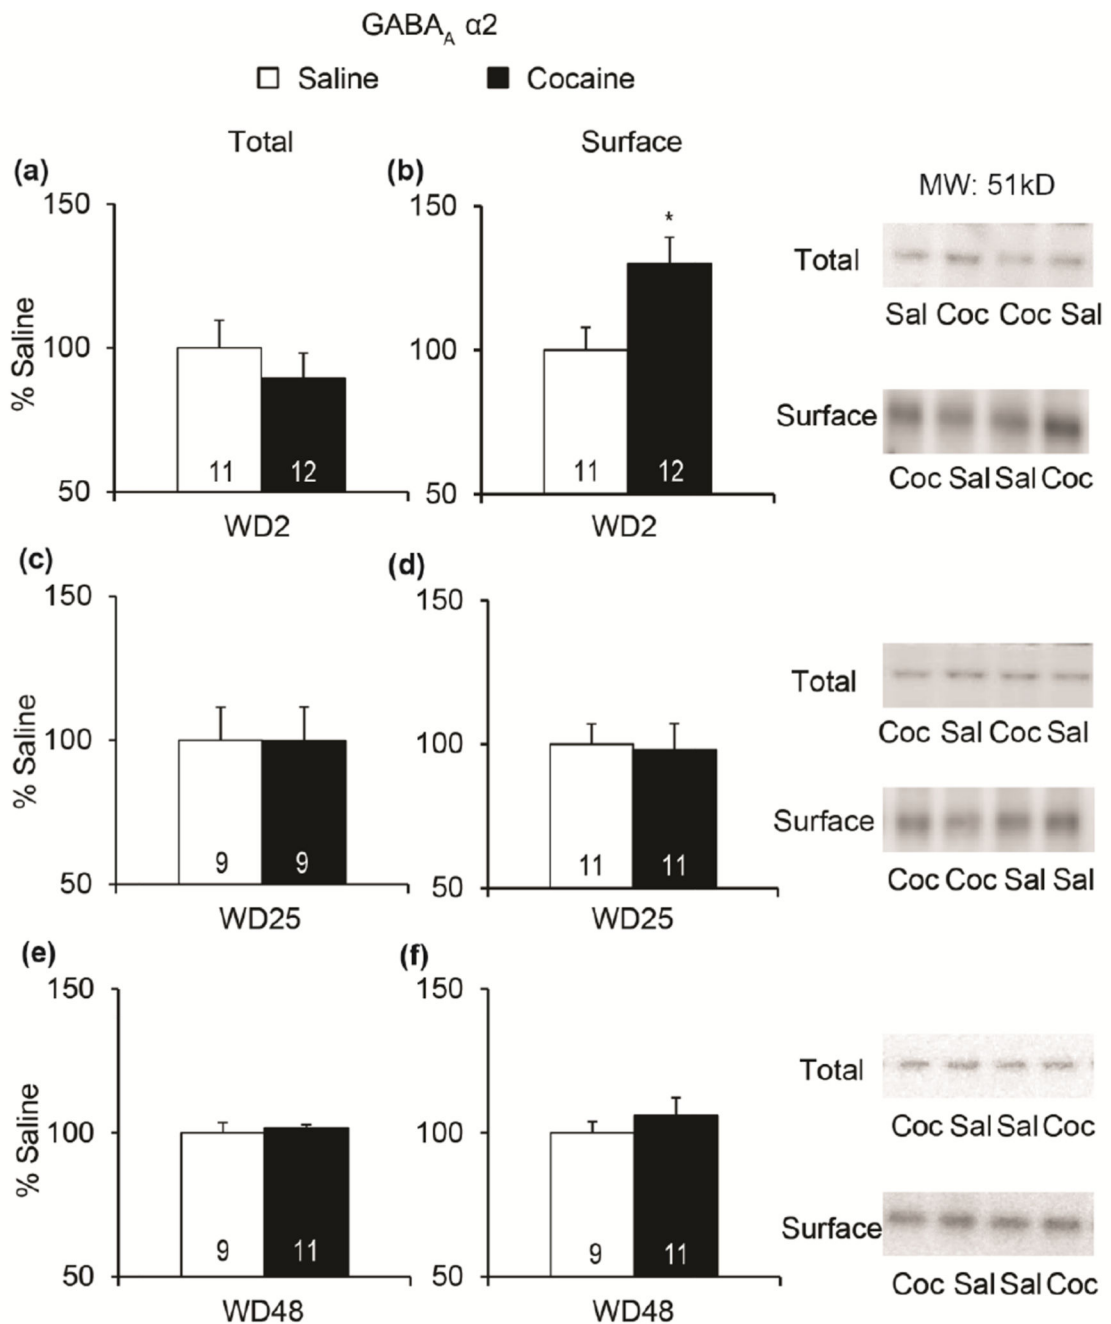 GABA_A α2
Saline Cocaine
Total Surface
(a) (b)
MW: 51kD
% Saline
150
100
50
11 12
WD2
150
100
50
*
11 12
WD2
Total
Sal Coc Coc Sal
Surface
Coc Sal Sal Coc
(c) (d)
% Saline
150
100
50
9 9
WD25
150
100
50
11 11
WD25
Total
Coc Sal Coc Sal
Surface
Coc Coc Sal Sal
(e) (f)
% Saline
150
100
50
9 11
WD48
150
100
50
9 11
WD48
Total
Coc Sal Sal Coc
Surface
Coc Sal Sal Coc